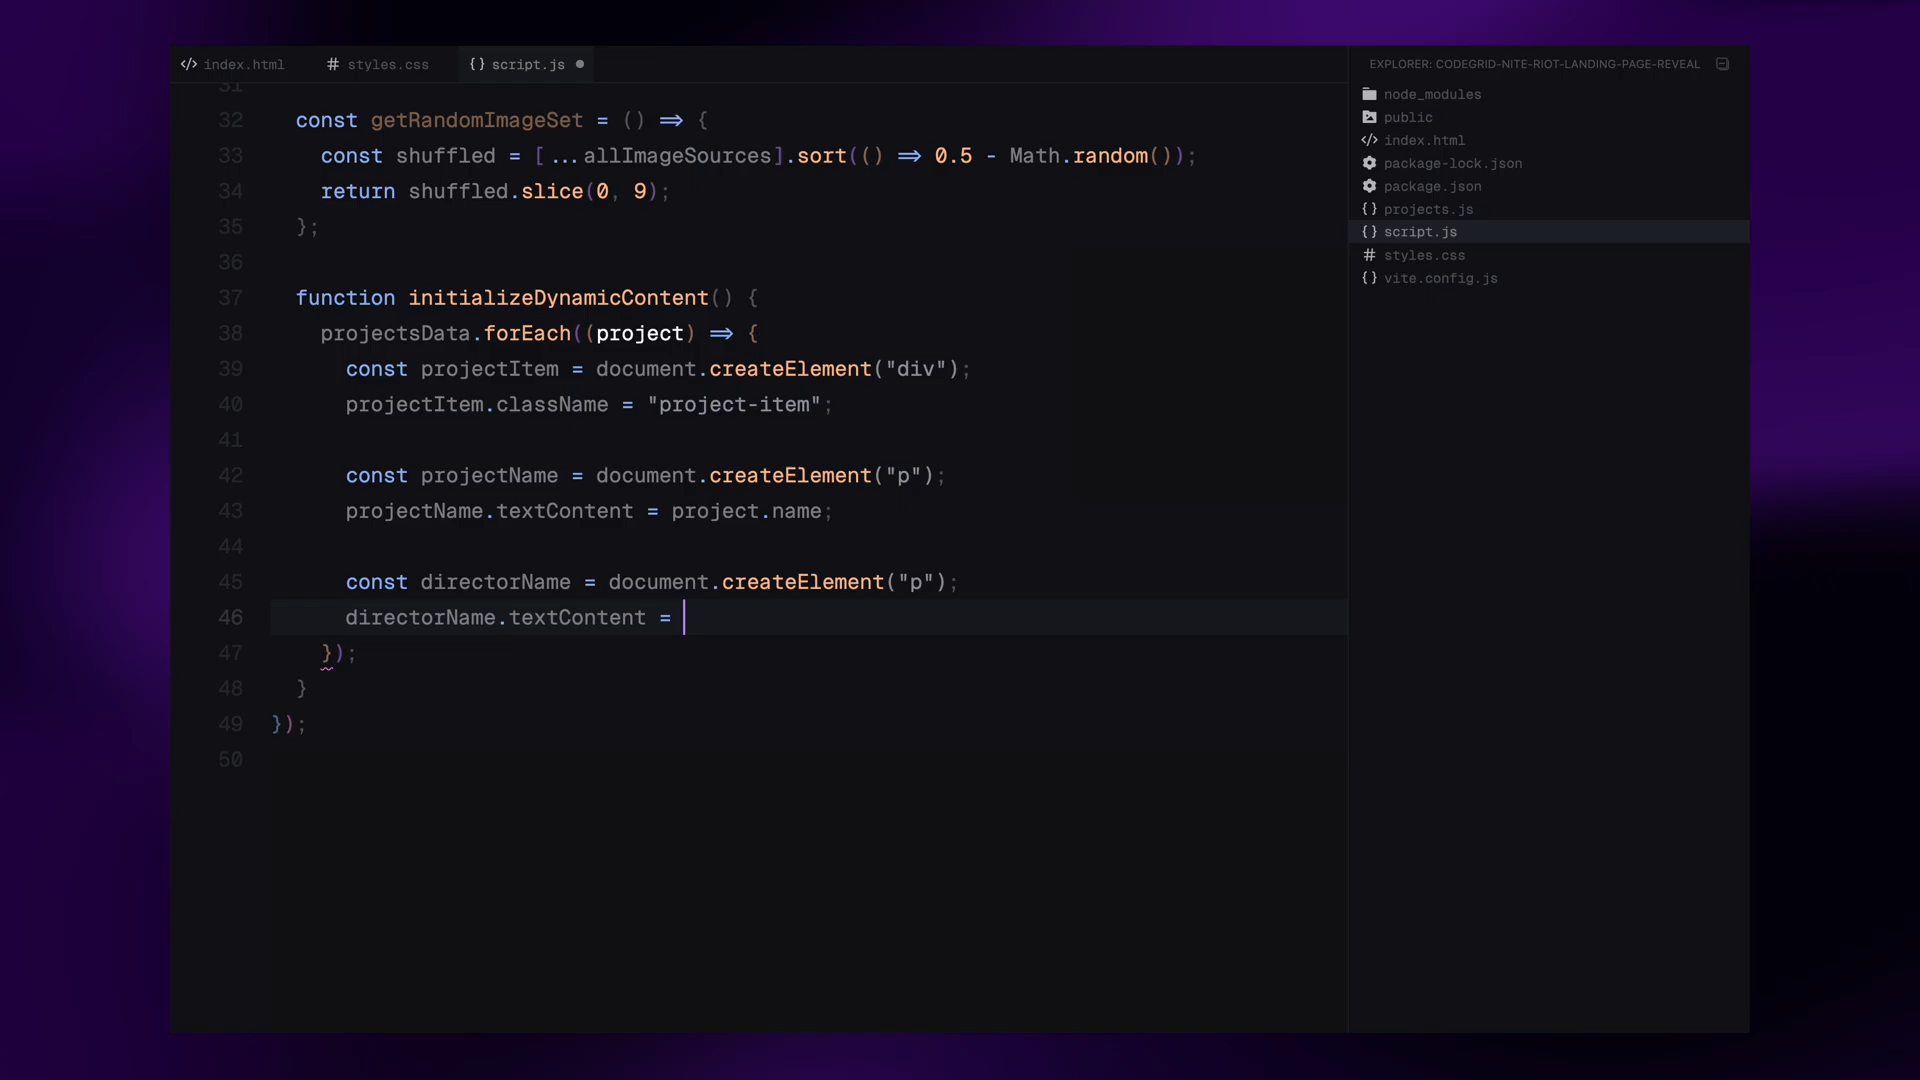 index.html
# styles.css
{} script.js
31
32 const getRandomImageSet = () => {
33 const shuffled = [...allImageSources].sort(() => 0.5 - Math.random());
34 return shuffled.slice(0, 9);
35 };
36
37 function initializeDynamicContent() {
38 projectsData.forEach((project) => {
39 const projectItem = document.createElement("div");
40 projectItem.className = "project-item";
41
42 const projectName = document.createElement("p");
43 projectName.textContent = project.name;
44
45 const directorName = document.createElement("p");
46 directorName.textContent =
47 });
48 }
49 });
50
EXPLORER: CODEGRID-NITE-RIOT-LANDING-PAGE-REVEAL
node_modules
public
</> index.html
package-lock.json
package.json
{} projects.js
{} script.js
# styles.css
{} vite.config.js